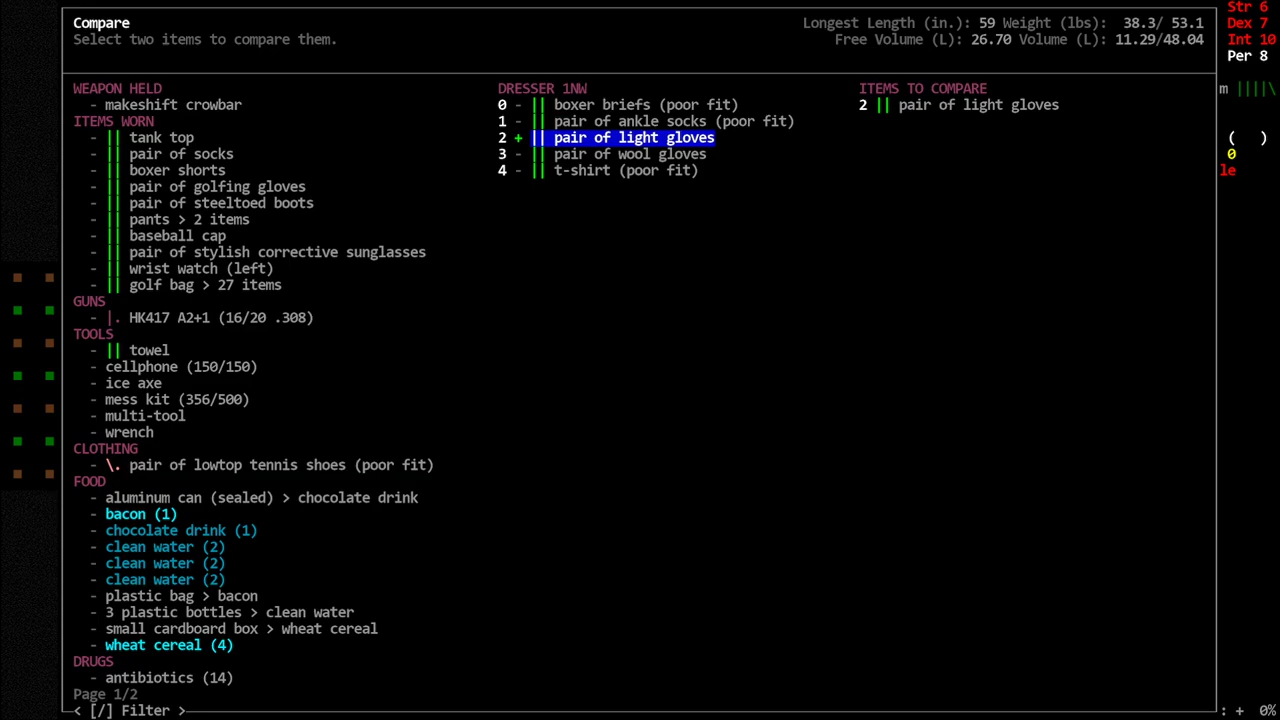 Compare
Select two items to compare them.
Longest Length (in.): 59 Weight (lbs): 38.3/ 53.1
Free Volume (L): 26.70 Volume (L): 11.29/48.04
Str 6
Dex 7
Int 10
Per 8
m ||||\
( )
0
le
WEAPON HELD
- makeshift crowbar
ITEMS WORN
- || tank top
- || pair of socks
- || boxer shorts
- || pair of golfing gloves
- || pair of steeltoed boots
- || pants > 2 items
- || baseball cap
- || pair of stylish corrective sunglasses
- || wrist watch (left)
- || golf bag > 27 items
GUNS
- |. HK417 A2+1 (16/20 .308)
TOOLS
- || towel
- cellphone (150/150)
- ice axe
- mess kit (356/500)
- multi-tool
- wrench
CLOTHING
- \. pair of lowtop tennis shoes (poor fit)
FOOD
- aluminum can (sealed) > chocolate drink
- bacon (1)
- chocolate drink (1)
- clean water (2)
- clean water (2)
- clean water (2)
- plastic bag > bacon
- 3 plastic bottles > clean water
- small cardboard box > wheat cereal
- wheat cereal (4)
DRUGS
- antibiotics (14)
Page 1/2
< [/] Filter >
DRESSER 1NW
0 - || boxer briefs (poor fit)
1 - || pair of ankle socks (poor fit)
2 + || pair of light gloves
3 - || pair of wool gloves
4 - || t-shirt (poor fit)
ITEMS TO COMPARE
2 || pair of light gloves
: + 0%